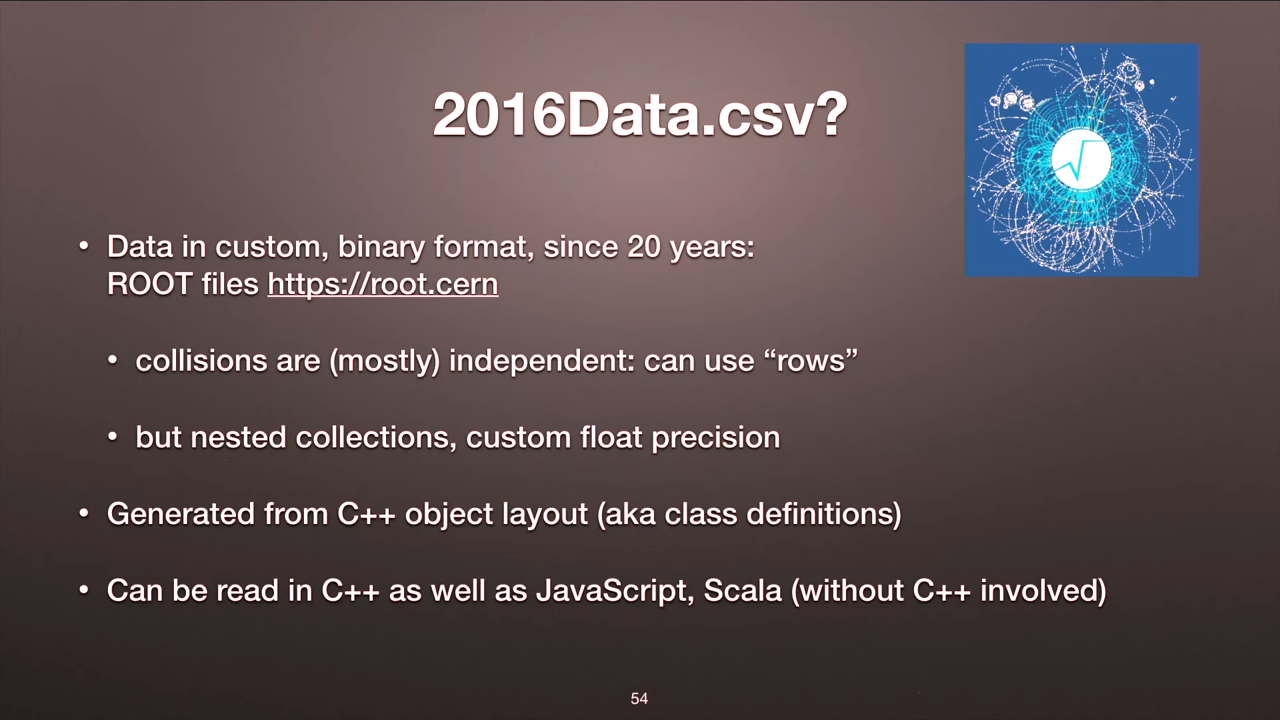 2016Data.csv?
• Data in custom, binary format, since 20 years:
ROOT files https://root.cern
• collisions are (mostly) independent: can use “rows”
• but nested collections, custom float precision
• Generated from C++ object layout (aka class definitions)
• Can be read in C++ as well as JavaScript, Scala (without C++ involved)
54